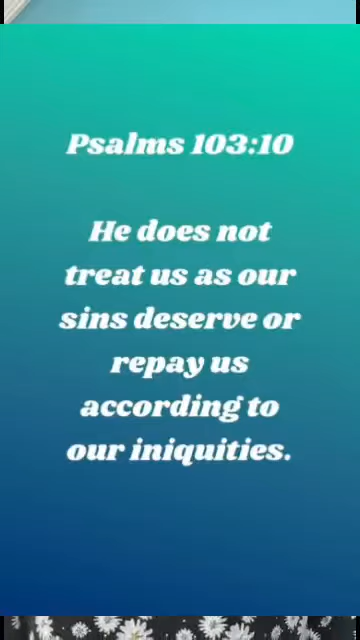 Psalms 103:10
He does not
treat us as our
sins deserve or
repay us
according to
our iniquities.